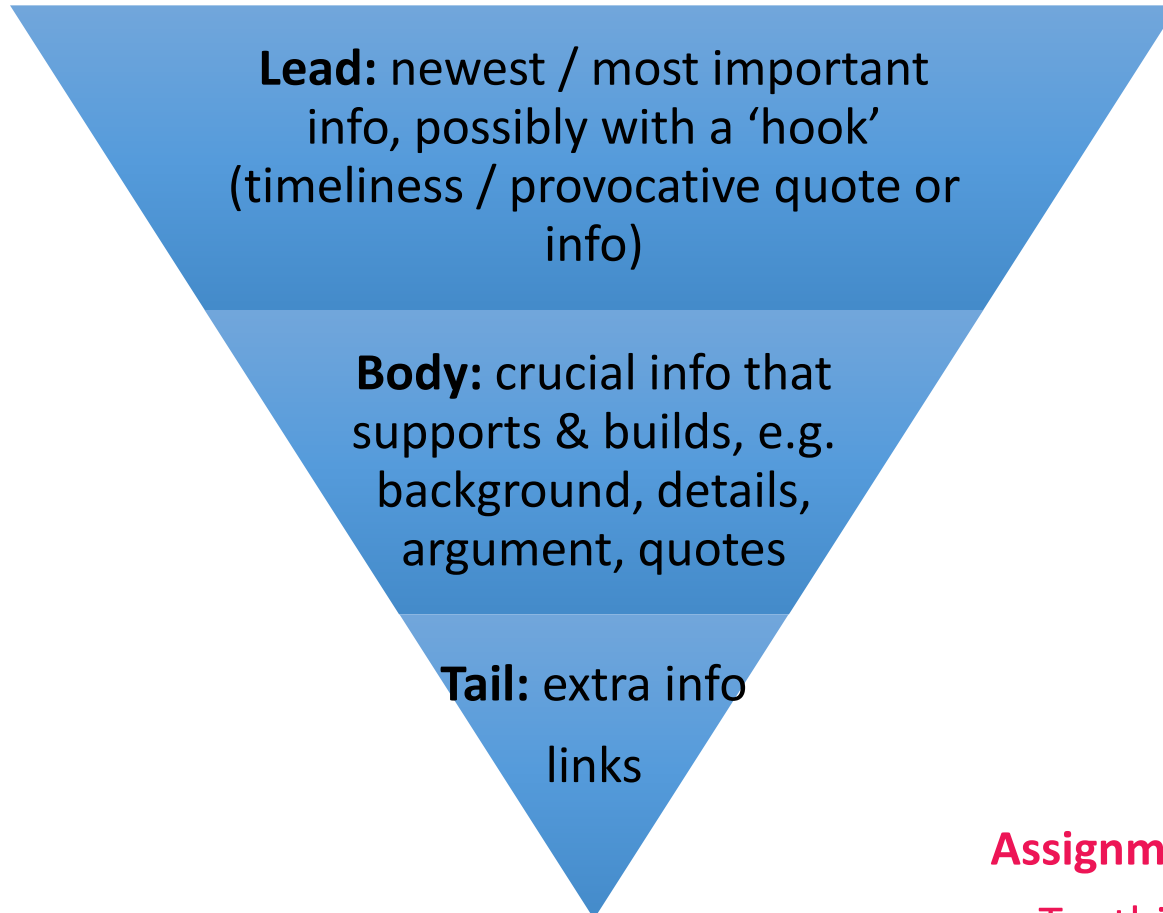 Lead: newest / most important
info, possibly with a ‘hook’
(timeliness / provocative quote or
info)
Body: crucial info that
supports & builds, e.g.
background, details,
argument, quotes
Tail: extra info
links